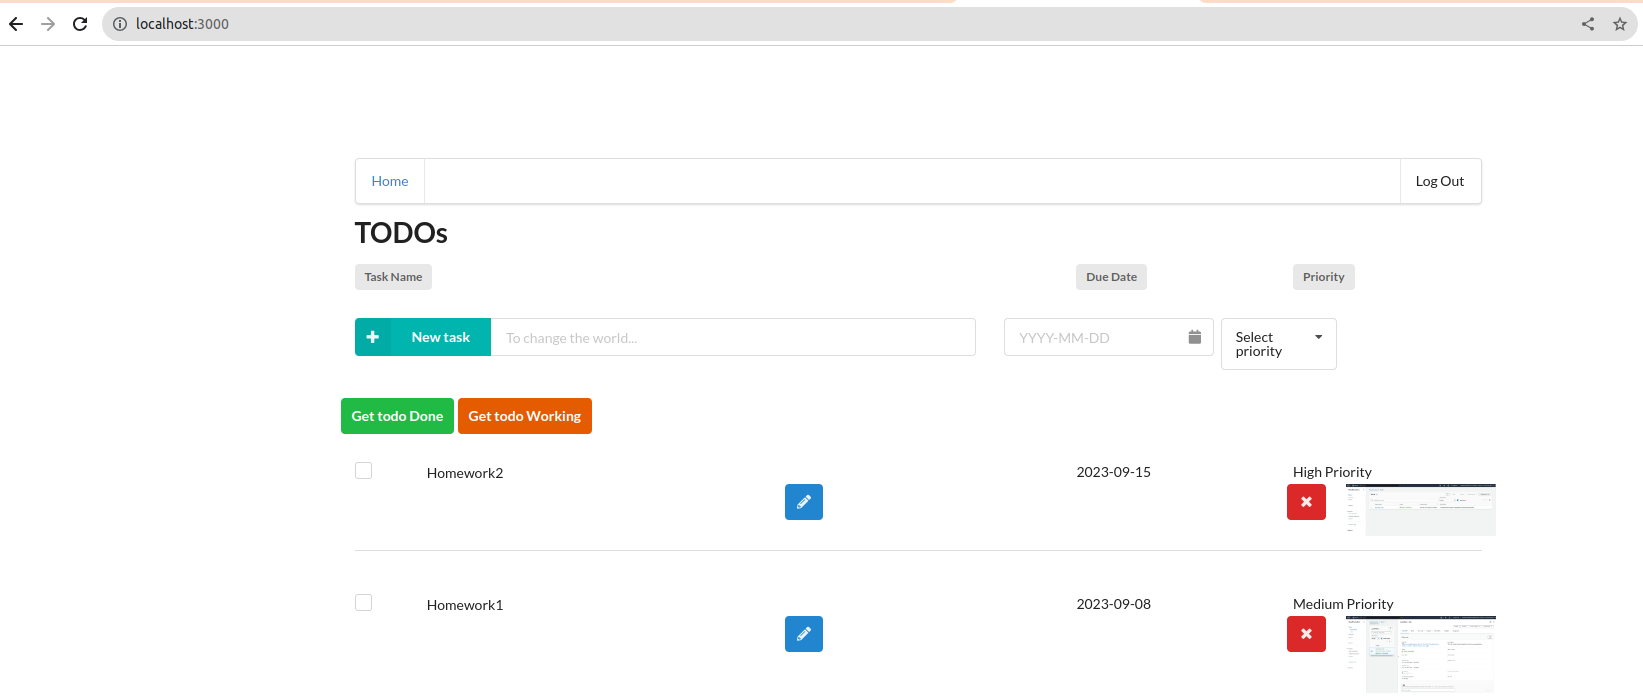 localhost:3000
Home
Log Out
TODOs
Task Name
Due Date
Priority
New task
To change the world...
YYYY-MM-DD
Select
priority
Get todo Done
Get todo Working
Homework2
2023-09-15
High Priority
Homework1
2023-09-08
Medium Priority